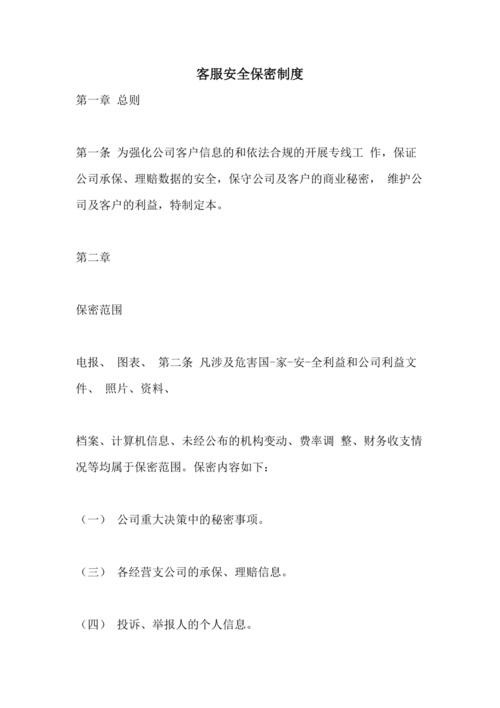 客服安全保密制度
第一章 总则
第一条 为强化公司客户信息的和依法合规的开展专线工 作，保证
公司承保、理赔数据的安全，保守公司及客户的商业秘密， 维护公
司及客户的利益，特制定本。
第二章
保密范围
电报、 图表、 第二条 凡涉及危害国-家-安-全利益和公司利益文
件、 照片、资料、
档案、计算机信息、未经公布的机构变动、费率调 整、财务收支情
况等均属于保密范围。保密内容如下：
（一） 公司重大决策中的秘密事项。
（三） 各经营支公司的承保、理赔信息。
（四） 投诉、举报人的个人信息。